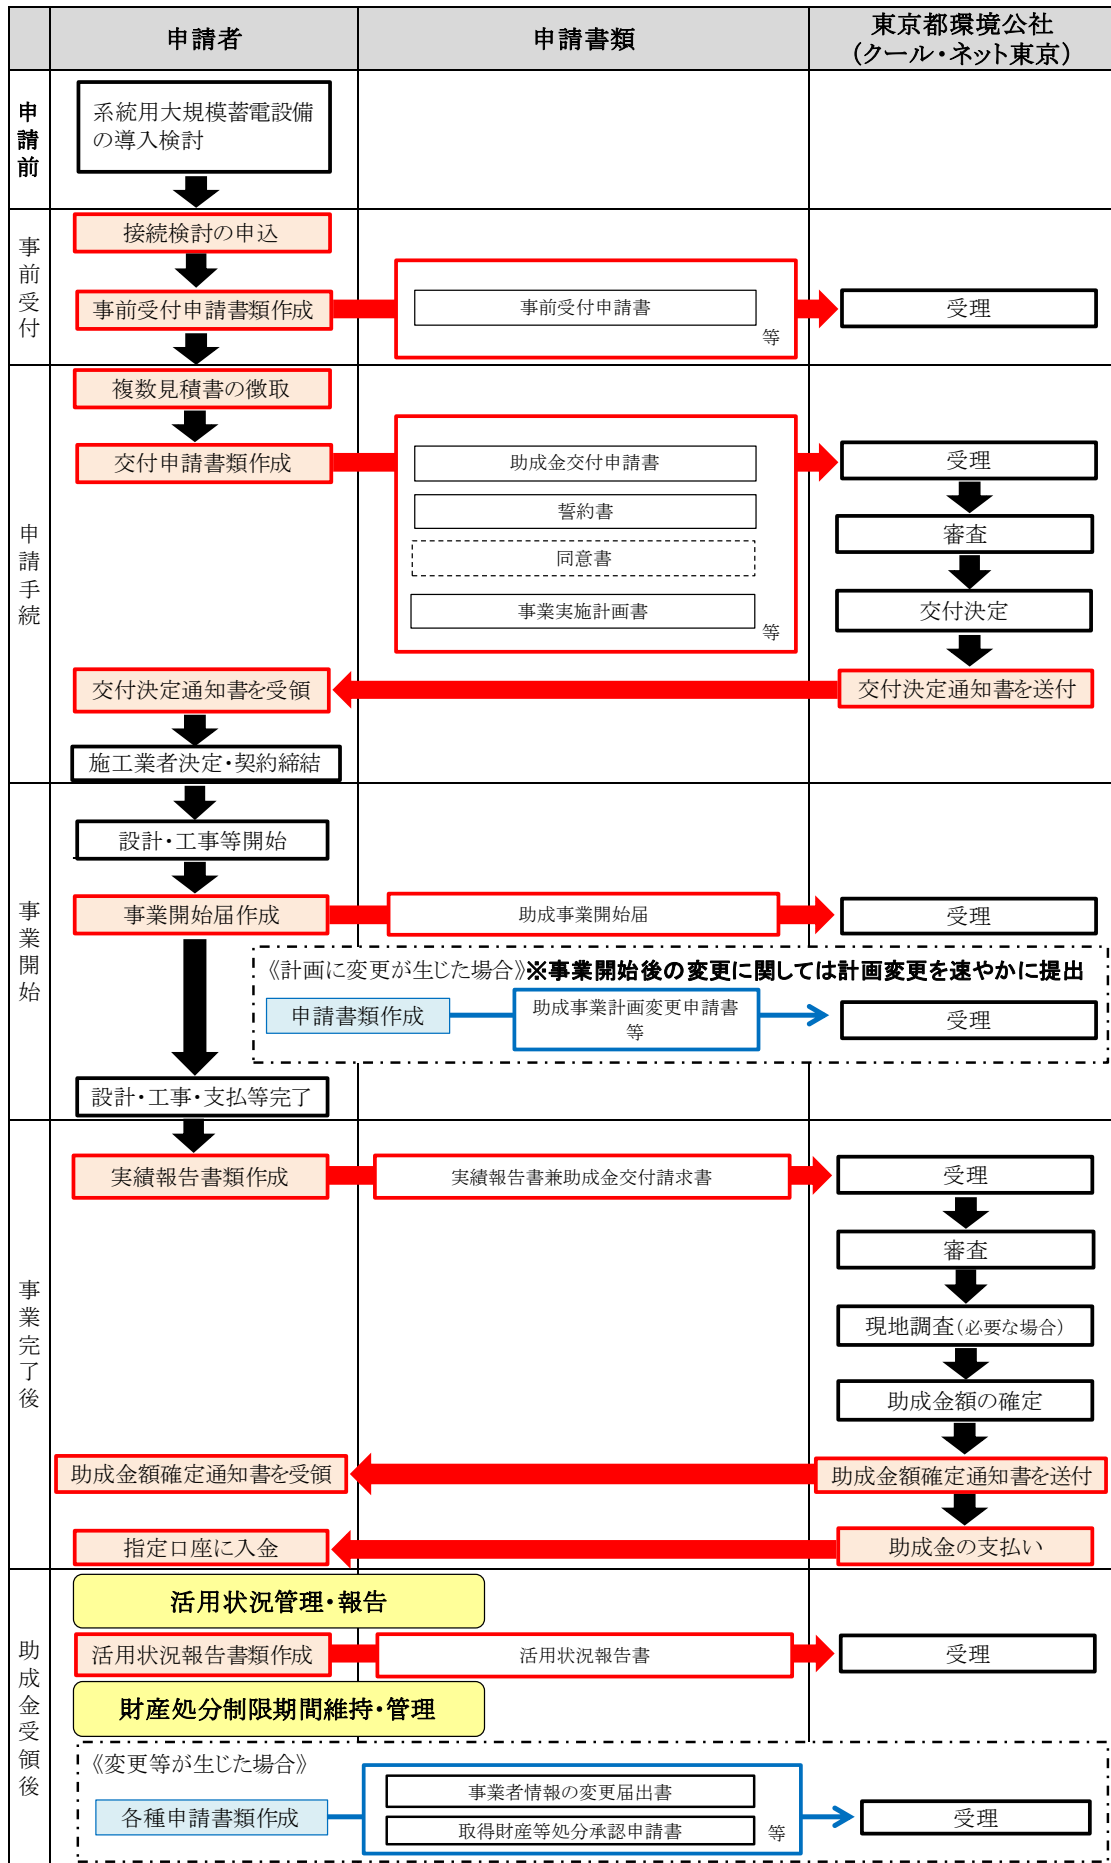 申請者
申請書類
東京都環境公社
（クール・ネット東京）
申請前
系統用大規模蓄電設備
の導入検討
事前受付
接続検討の申込
事前受付申請書類作成
事前受付申請書
等
受理
申請手続
複数見積書の徴取
交付申請書類作成
助成金交付申請書
誓約書
同意書
事業実施計画書
等
受理
審査
交付決定
交付決定通知書を送付
交付決定通知書を受領
施工業者決定・契約締結
事業開始
設計・工事等開始
事業開始届作成
助成事業開始届
受理
《計画に変更が生じた場合》※事業開始後の変更に関しては計画変更を速やかに提出
申請書類作成
助成事業計画変更申請書
等
受理
設計・工事・支払等完了
事業完了後
実績報告書類作成
実績報告書兼助成金交付請求書
受理
審査
現地調査（必要な場合）
助成金額の確定
助成金額確定通知書を送付
助成金額確定通知書を受領
助成金の支払い
指定口座に入金
助成金受領後
活用状況管理・報告
活用状況報告書類作成
活用状況報告書
受理
財産処分制限期間維持・管理
《変更等が生じた場合》
各種申請書類作成
事業者情報の変更届出書
取得財産等処分承認申請書
等
受理